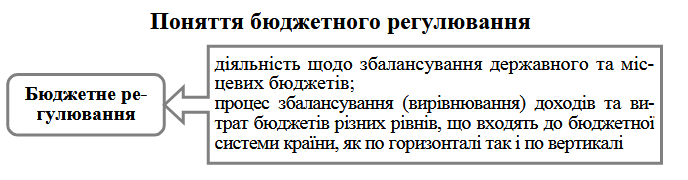 Поняття бюджетного регулювання
Бюджетне ре-
гулювання
діяльність щодо збалансування державного та міс-
цевих бюджетів;
процес збалансування (вирівнювання) доходів та ви-
трат бюджетів різних рівнів, що входять до бюджетної
системи країни, як по горизонталі так і по вертикалі